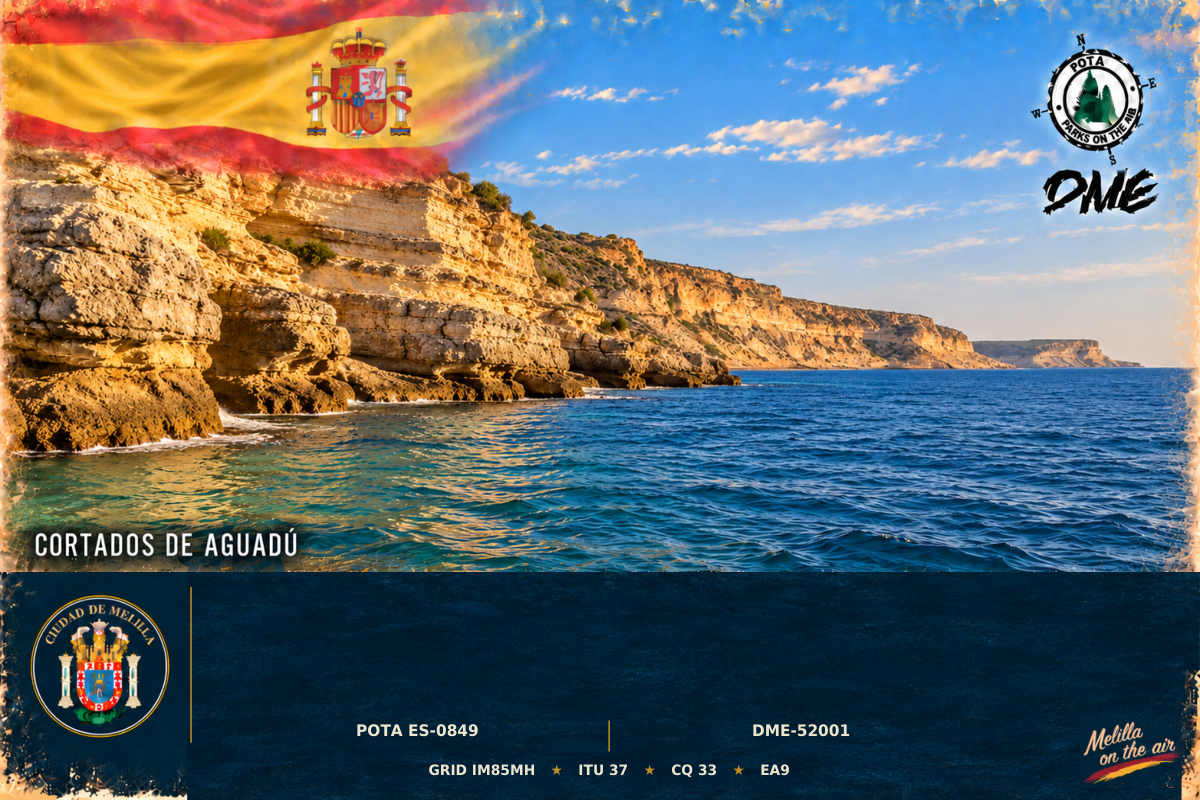 N
POTA
W
E
PARKS ON THE AIR
S
DME
CORTADOS DE AGUADÚ
CIUDAD DE MELILLA
POTA ES-0849
DME-52001
GRID IM85MH ★ ITU 37 ★ CQ 33 ★ EA9
Melilla
on the air